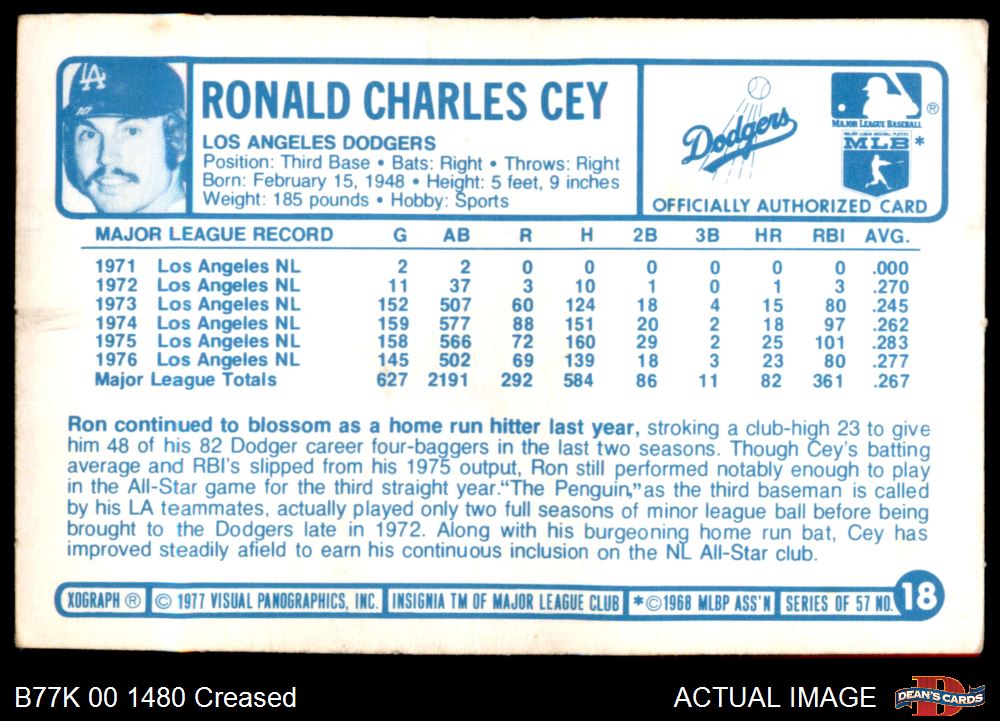 LA
RONALD CHARLES CEY
LOS ANGELES DODGERS
Position: Third Base • Bats: Right • Throws: Right
Born: February 15, 1948 • Height: 5 feet, 9 inches
Weight: 185 pounds • Hobby: Sports
Dodgers
®
MAJOR LEAGUE BASEBALL
MAJOR LEAGUE BASEBALL PLAYERS
MLB *
OFFICIALLY AUTHORIZED CARD
MAJOR LEAGUE RECORD G AB R H 2B 3B HR RBI AVG.
1971 Los Angeles NL 2 2 0 0 0 0 0 0 .000
1972 Los Angeles NL 11 37 3 10 1 0 1 3 .270
1973 Los Angeles NL 152 507 60 124 18 4 15 80 .245
1974 Los Angeles NL 159 577 88 151 20 2 18 97 .262
1975 Los Angeles NL 158 566 72 160 29 2 25 101 .283
1976 Los Angeles NL 145 502 69 139 18 3 23 80 .277
Major League Totals 627 2191 292 584 86 11 82 361 .267
Ron continued to blossom as a home run hitter last year, stroking a club-high 23 to give
him 48 of his 82 Dodger career four-baggers in the last two seasons. Though Cey's batting
average and RBI's slipped from his 1975 output, Ron still performed notably enough to play
in the All-Star game for the third straight year. "The Penguin," as the third baseman is called
by his LA teammates, actually played only two full seasons of minor league ball before being
brought to the Dodgers late in 1972. Along with his burgeoning home run bat, Cey has
improved steadily afield to earn his continuous inclusion on the NL All-Star club.
XOGRAPH ® © 1977 VISUAL PANOGRAPHICS, INC. INSIGNIA TM OF MAJOR LEAGUE CLUB *©1968 MLBP ASS'N SERIES OF 57 NO. 18
B77K 00 1480 Creased
ACTUAL IMAGE
D
DEAN'S CARDS